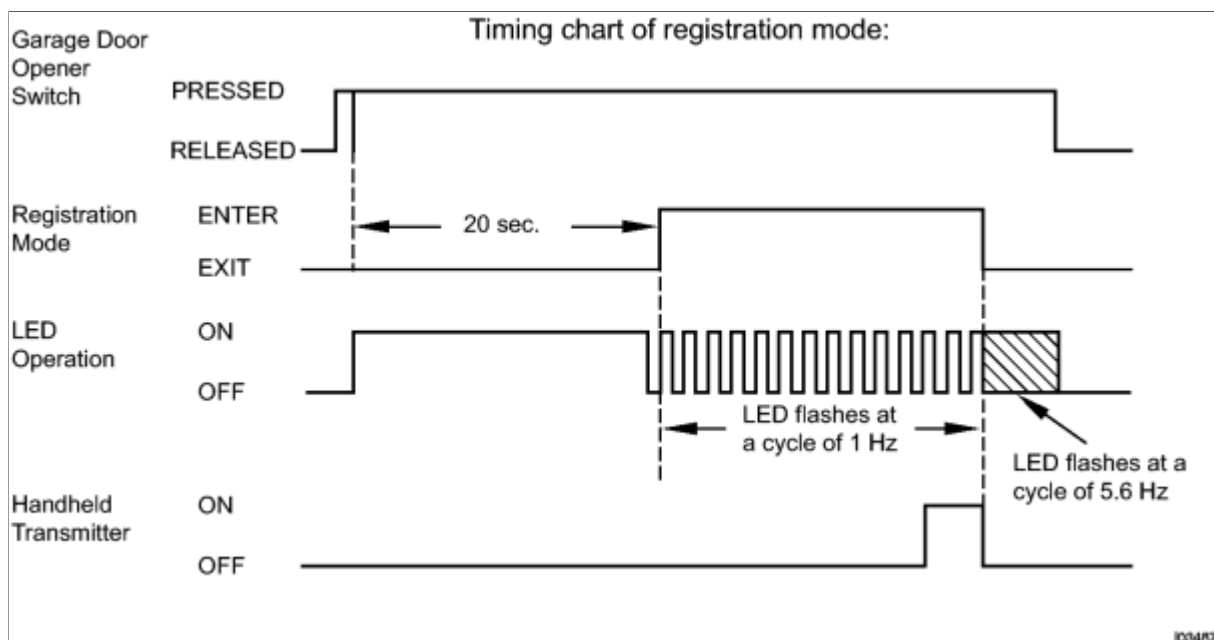 Timing chart of registration mode:
Garage Door
Opener
Switch
PRESSED
RELEASED
Registration
Mode
ENTER
EXIT
20 sec.
LED
Operation
ON
OFF
LED flashes at
a cycle of 1 Hz
LED flashes at a
cycle of 5.6 Hz
Handheld
Transmitter
ON
OFF